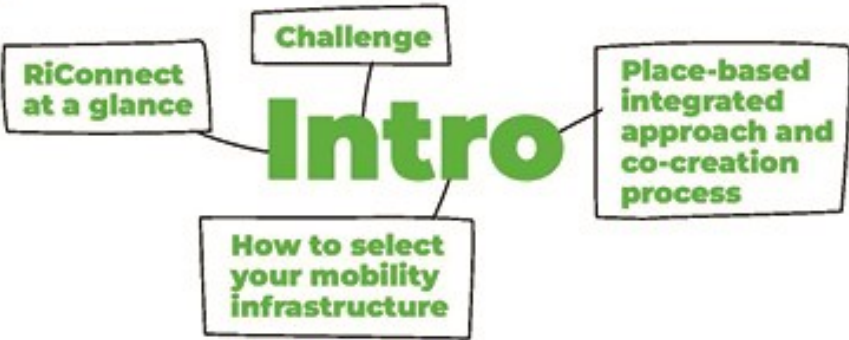 Challenge
RiConnect
at a glance
Intro
Place-based
integrated
approach and
co-creation
process
How to select
your mobility
infrastructure